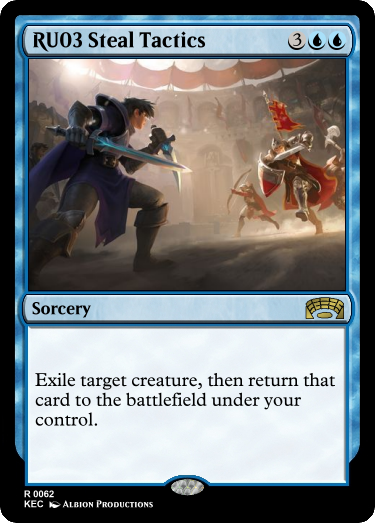 RU03 Steal Tactics 3
Sorcery
Exile target creature, then return that
card to the battlefield under your
control.
R 0062
KEC Albion Productions